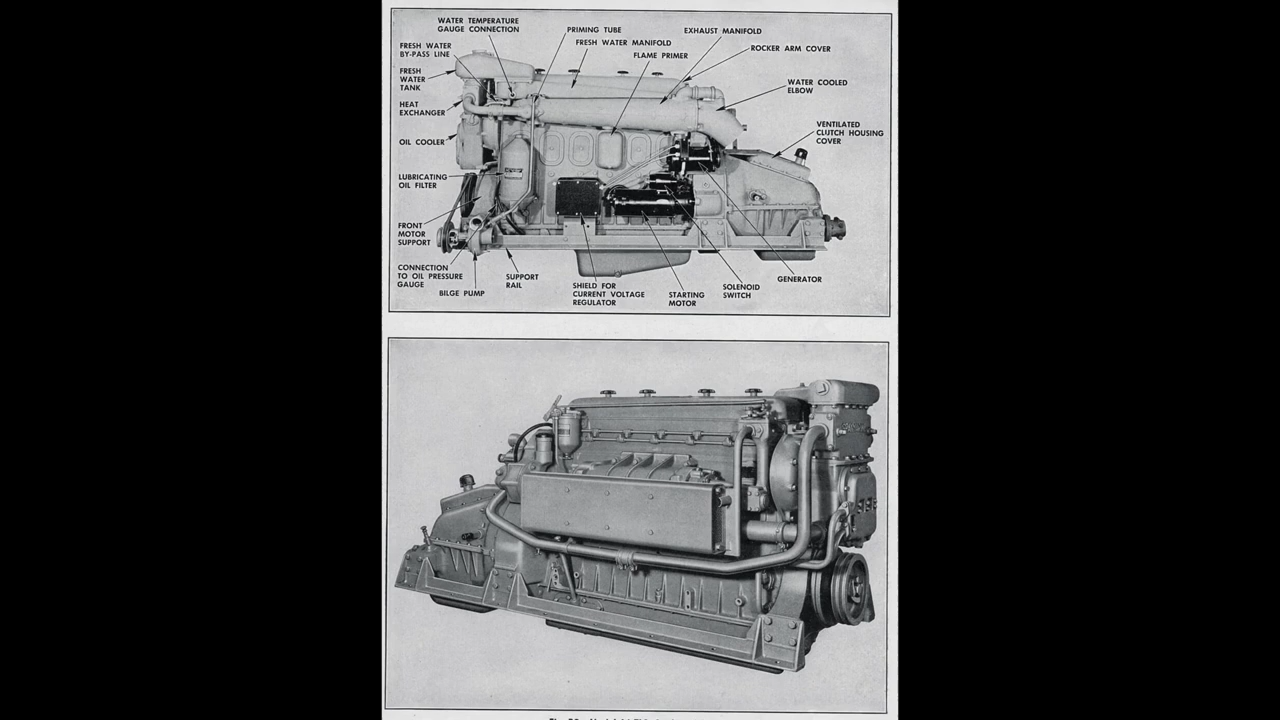 WATER TEMPERATURE
GAUGE CONNECTION
PRIMING TUBE
EXHAUST MANIFOLD
FRESH WATER
BY-PASS LINE
FRESH WATER MANIFOLD
ROCKER ARM COVER
FLAME PRIMER
FRESH
WATER
TANK
WATER COOLED
ELBOW
HEAT
EXCHANGER
VENTILATED
CLUTCH HOUSING
COVER
OIL COOLER
LUBRICATING
OIL FILTER
FRONT
MOTOR
SUPPORT
CONNECTION
TO OIL PRESSURE
GAUGE
BILGE PUMP
SUPPORT
RAIL
SHIELD FOR
CURRENT VOLTAGE
REGULATOR
STARTING
MOTOR
SOLENOID
SWITCH
GENERATOR